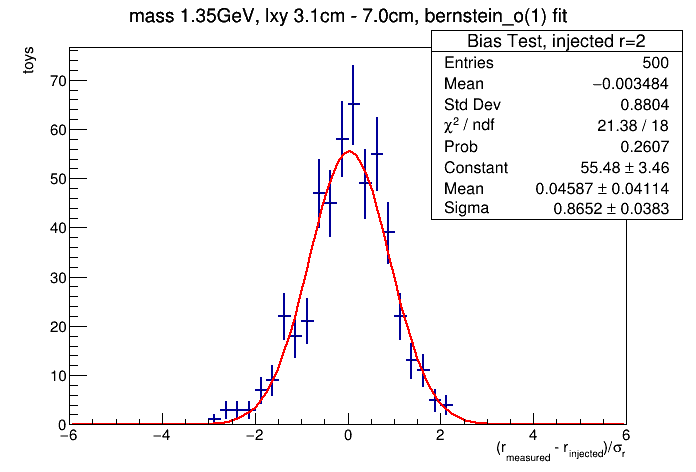 mass 1.35GeV, lxy 3.1cm - 7.0cm, bernstein_o(1) fit
toys
Bias Test, injected r=2
Entries 500
Mean −0.003484
Std Dev 0.8804
χ² / ndf 21.38 / 18
Prob 0.2607
Constant 55.48 ± 3.46
Mean 0.04587 ± 0.04114
Sigma 0.8652 ± 0.0383
70
60
50
40
30
20
10
0
−6 −4 −2 0 2 4 6
(r_measured - r_injected)/σ_r